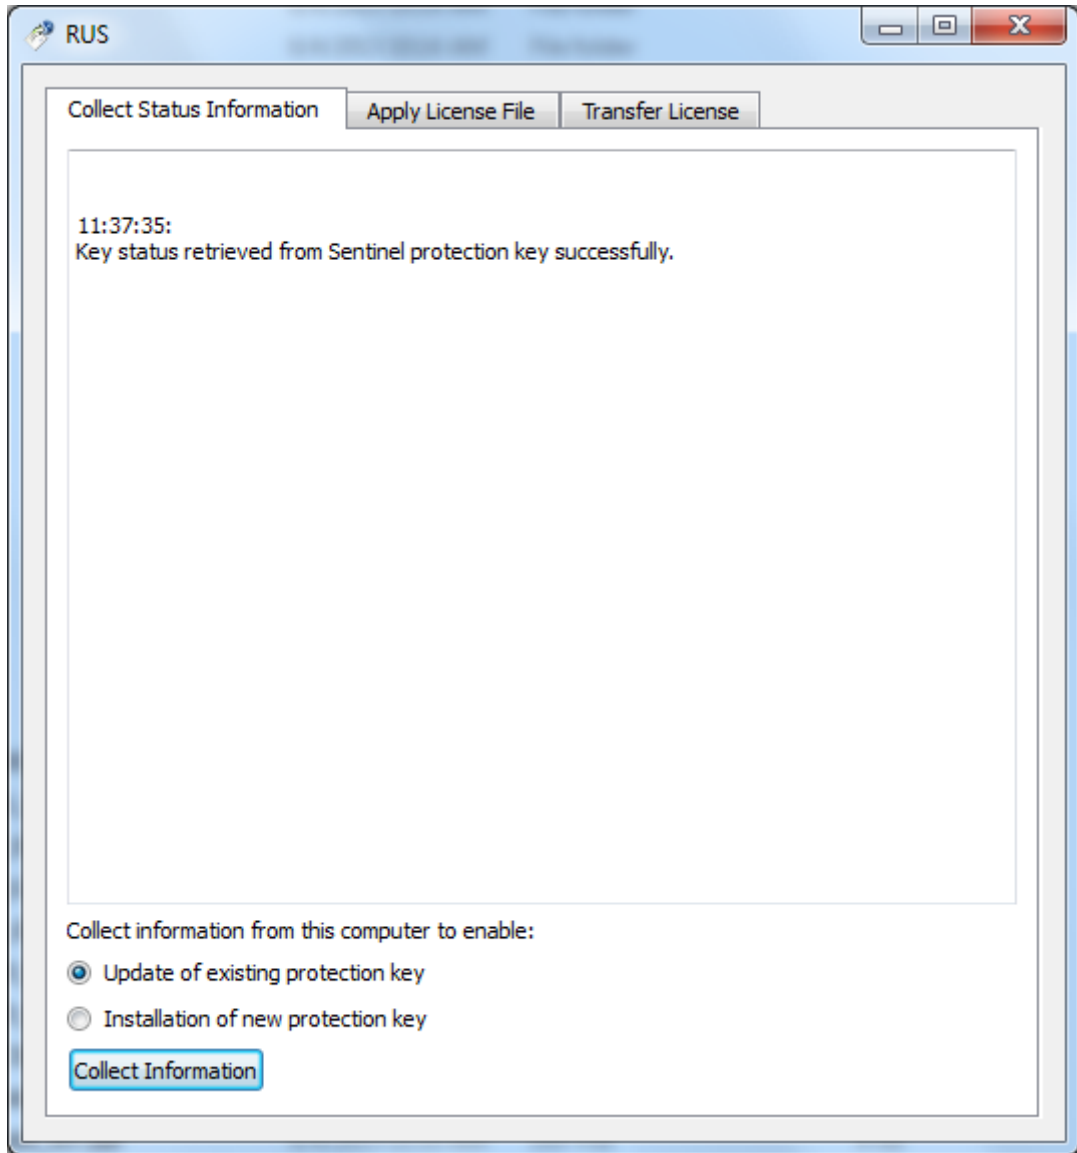 RUS
Collect Status Information
Apply License File
Transfer License
11:37:35:
Key status retrieved from Sentinel protection key successfully.
Collect information from this computer to enable:
Update of existing protection key
Installation of new protection key
Collect Information